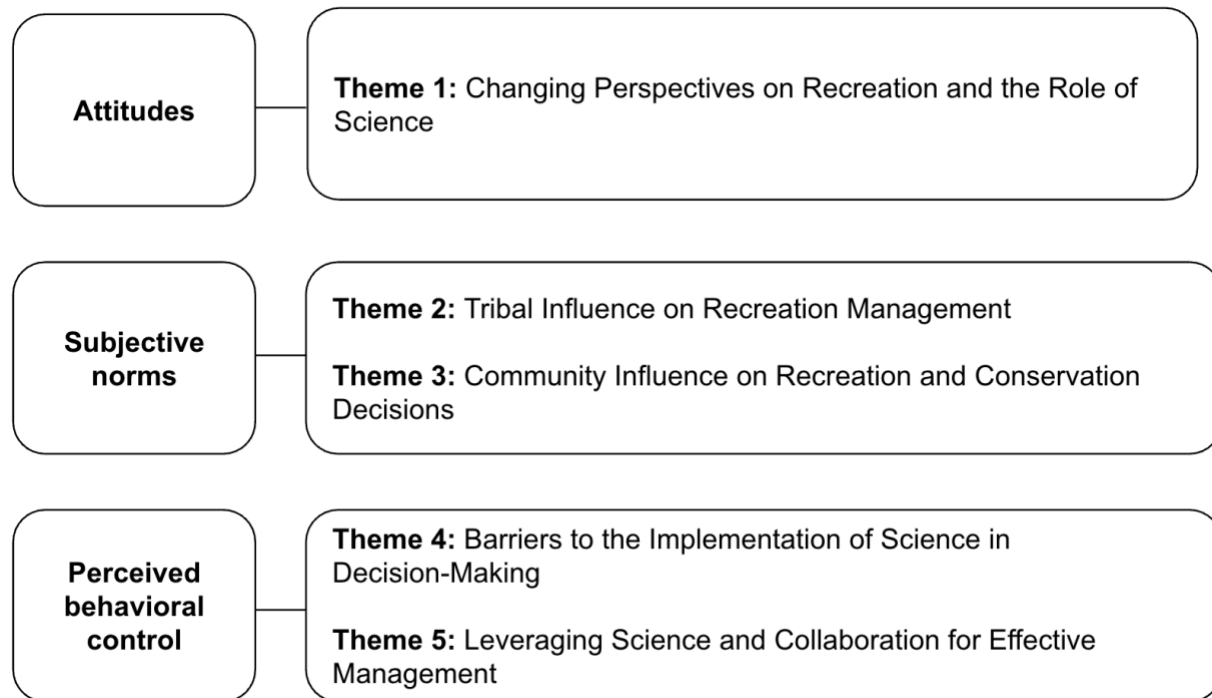 Attitudes
Theme 1: Changing Perspectives on Recreation and the Role of
Science
Subjective
norms
Theme 2: Tribal Influence on Recreation Management
Theme 3: Community Influence on Recreation and Conservation
Decisions
Perceived
behavioral
control
Theme 4: Barriers to the Implementation of Science in
Decision-Making
Theme 5: Leveraging Science and Collaboration for Effective
Management